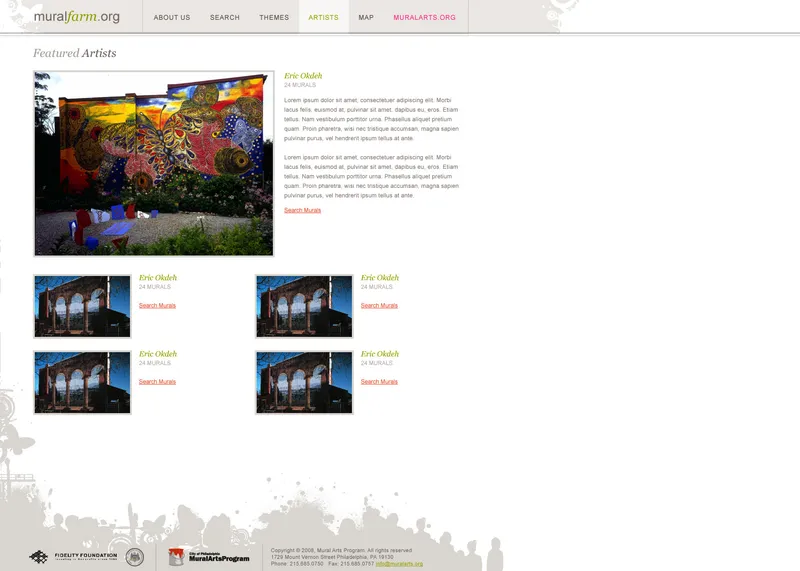 muralfarm.org
ABOUT US SEARCH THEMES ARTISTS MAP MURALARTS.ORG
Featured Artists
Eric Okdeh
24 MURALS
Lorem ipsum dolor sit amet, consectetuer adipiscing elit. Morbi
lacus felis, euismod at, pulvinar sit amet, dapibus eu, eros. Etiam
tellus. Nam vestibulum porttitor urna. Phasellus aliquet pretium
quam. Proin pharetra, wisi nec tristique accumsan, magna sapien
pulvinar purus, vel hendrerit ipsum tellus at ante.
Lorem ipsum dolor sit amet, consectetuer adipiscing elit. Morbi
lacus felis, euismod at, pulvinar sit amet, dapibus eu, eros. Etiam
tellus. Nam vestibulum porttitor urna. Phasellus aliquet pretium
quam. Proin pharetra, wisi nec tristique accumsan, magna sapien
pulvinar purus, vel hendrerit ipsum tellus at ante.
Search Murals
Eric Okdeh
24 MURALS
Search Murals
Eric Okdeh
24 MURALS
Search Murals
Eric Okdeh
24 MURALS
Search Murals
Eric Okdeh
24 MURALS
Search Murals
FIDELITY FOUNDATION
City of Philadelphia
MuralArtsProgram
Copyright © 2008, Mural Arts Program. All rights reserved
1729 Mount Vernon Street Philadelphia, PA 19130
Phone: 215.685.0750 Fax: 215.685.0757 info@muralarts.org